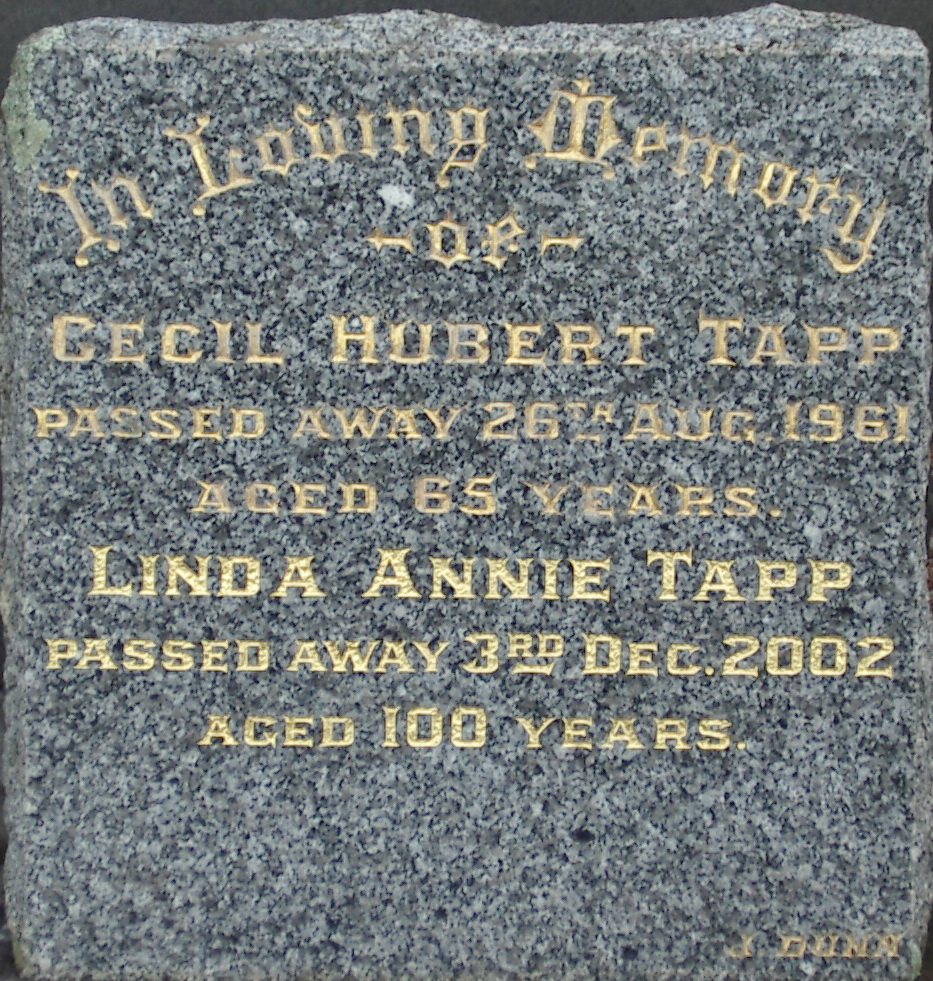 In Loving Memory
- of -
CECIL HUBERT TAPP
PASSED AWAY 26TH AUG. 1961
AGED 65 YEARS.
LINDA ANNIE TAPP
PASSED AWAY 3RD DEC. 2002
AGED 100 YEARS.
J. DUNN